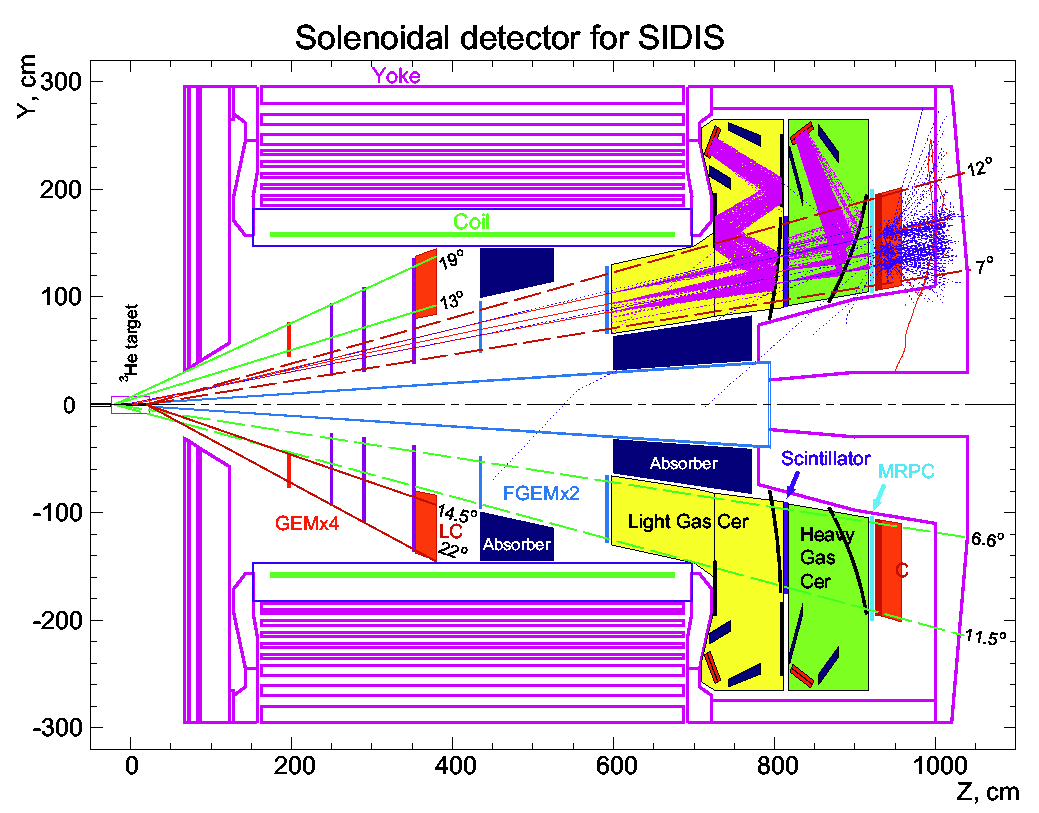 Solenoidal detector for SIDIS
Y, cm
300
200
100
0
-100
-200
-300
Yoke
Coil
12°
7°
19°
13°
³He target
Absorber
Scintillator
MRPC
FGEMx2
Light Gas Cer
GEMx4
14.5°
LC
22°
Absorber
Heavy
Gas
Cer
C
6.6°
11.5°
0
200
400
600
800
1000
Z, cm